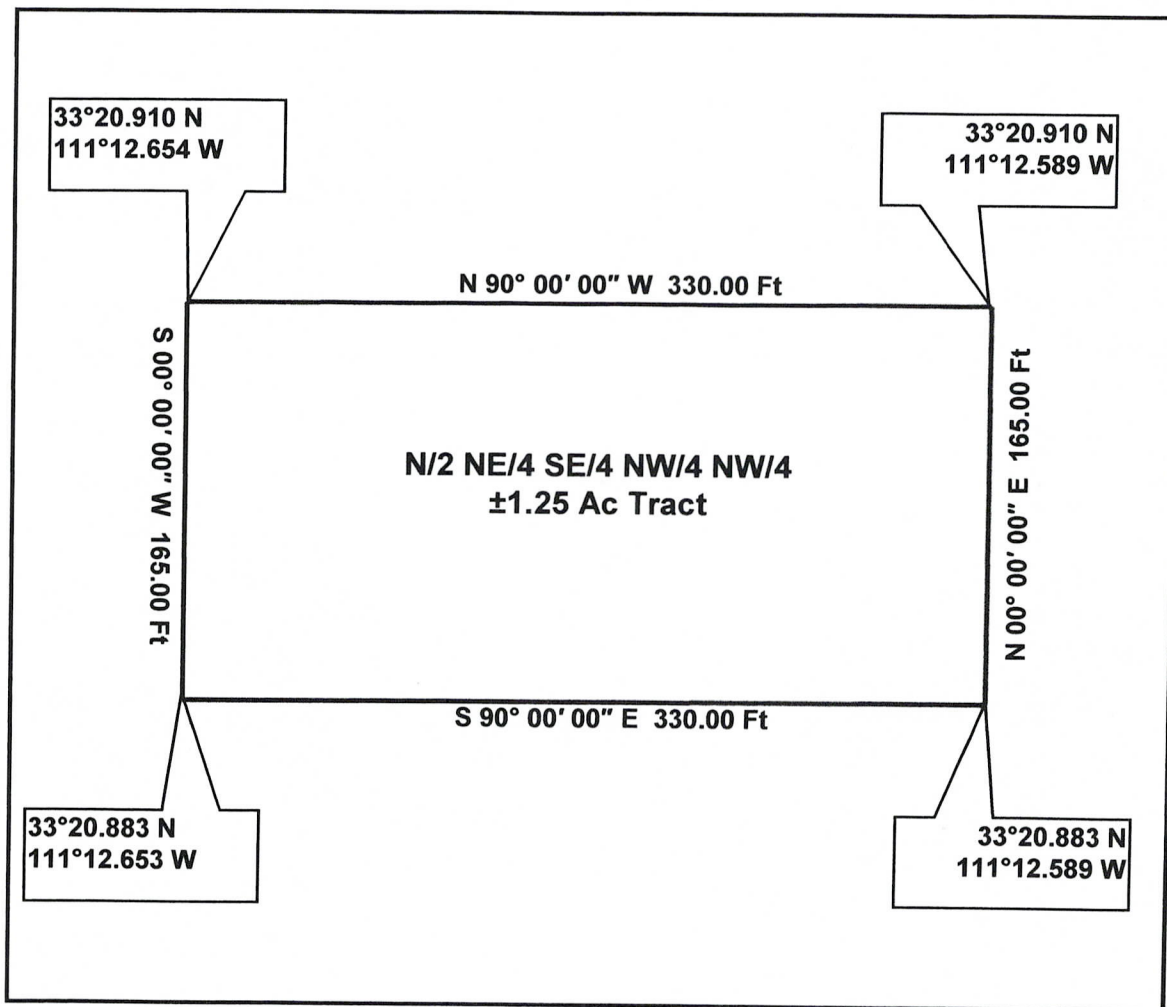 33°20.910 N
111°12.654 W
33°20.910 N
111°12.589 W
N 90° 00' 00" W 330.00 Ft
S 00° 00' 00" W 165.00 Ft
N/2 NE/4 SE/4 NW/4 NW/4
±1.25 Ac Tract
N 00° 00' 00" E 165.00 Ft
S 90° 00' 00" E 330.00 Ft
33°20.883 N
111°12.653 W
33°20.883 N
111°12.589 W